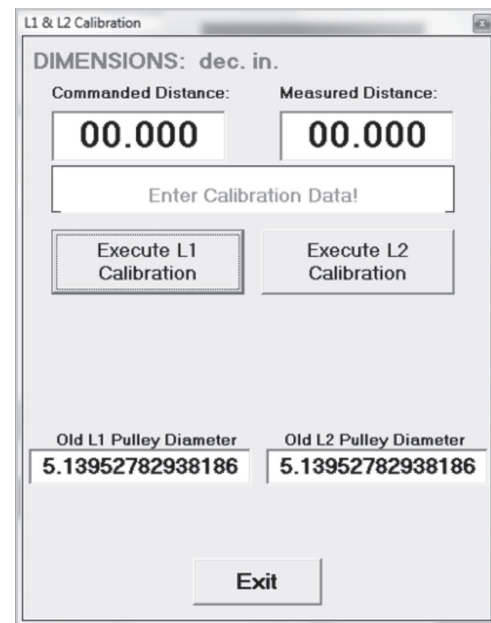 L1 & L2 Calibration
DIMENSIONS: dec. in.
Commanded Distance: Measured Distance:
00.000 00.000
Enter Calibration Data!
Execute L1 Execute L2
Calibration Calibration
Old L1 Pulley Diameter Old L2 Pulley Diameter
5.13952782938186 5.13952782938186
Exit